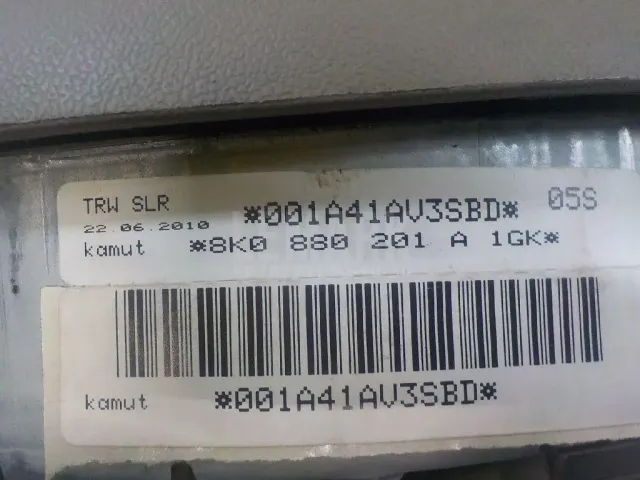 TRW SLR *001A41AV3SBD* 05S
22.06.2010
kamut *8K0 880 201 A 1GK*
kamut *001A41AV3SBD*